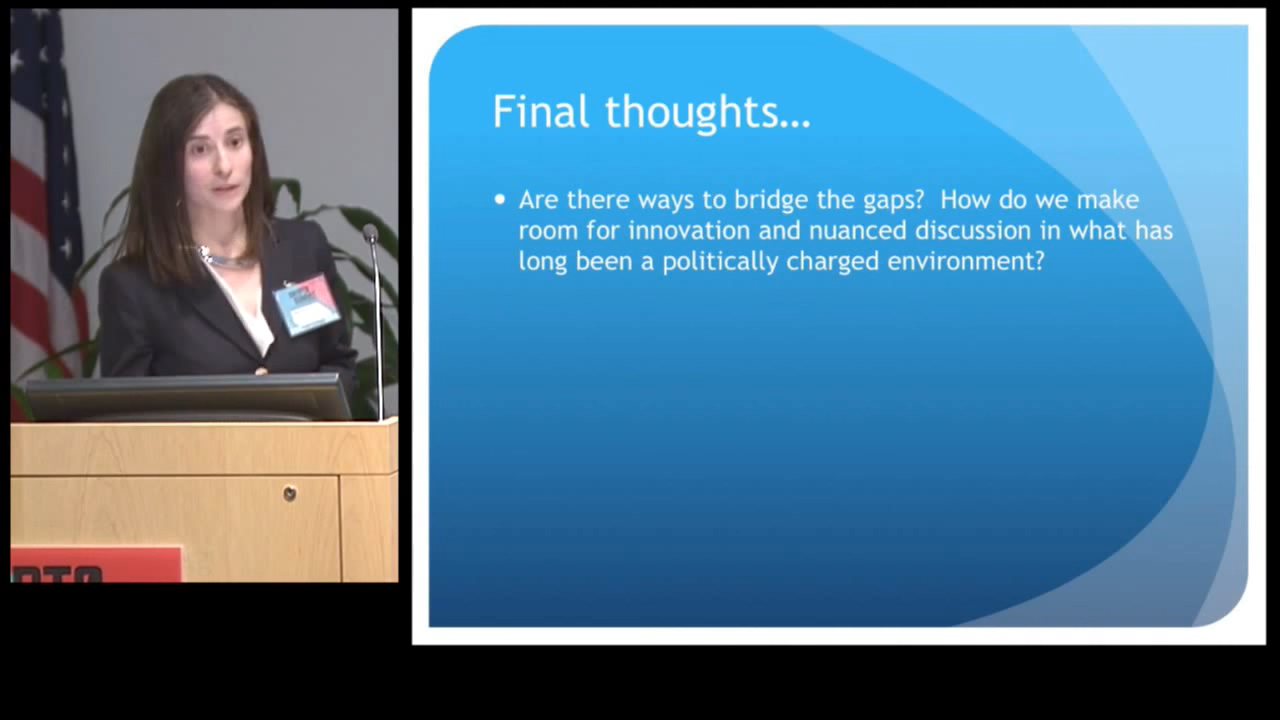 Final thoughts...
Are there ways to bridge the gaps? How do we make
room for innovation and nuanced discussion in what has
long been a politically charged environment?